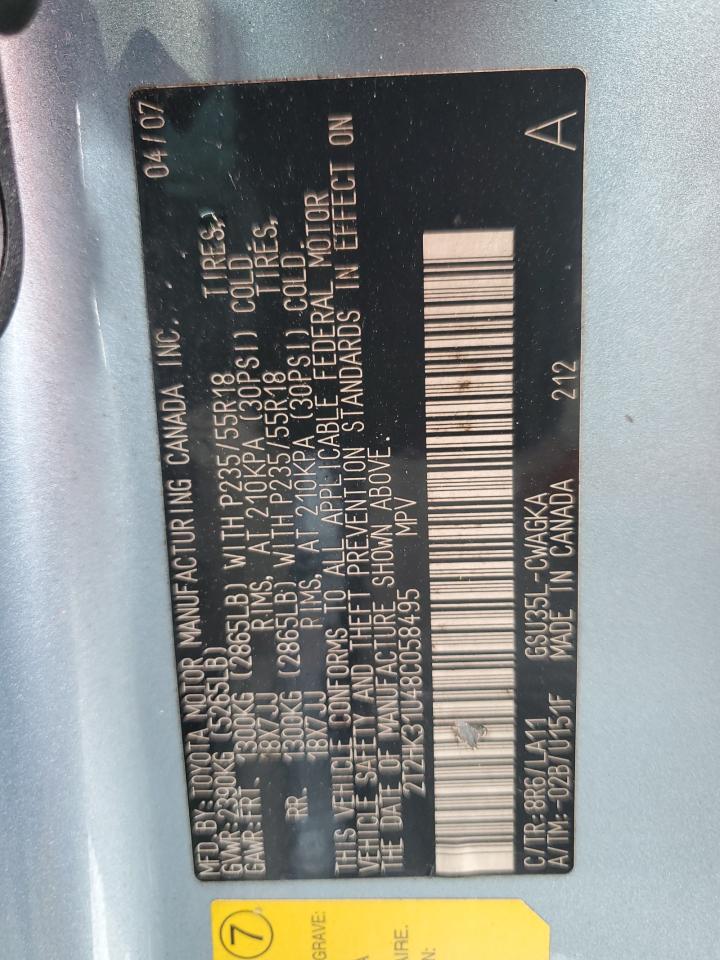 MFD. BY: TOYOTA MOTOR MANUFACTURING CANADA INC. 04/07
GVWR: 2390KG (5265LB)
GAWR: FRT. 1300KG (2865LB) WITH P235/55R18 TIRES,
18X7JJ RIMS, AT 210KPA (30PSI) COLD.
RR. 1300KG (2865LB) WITH P235/55R18 TIRES,
18X7JJ RIMS, AT 210KPA (30PSI) COLD.
THIS VEHICLE CONFORMS TO ALL APPLICABLE FEDERAL MOTOR
VEHICLE SAFETY AND THEFT PREVENTION STANDARDS IN EFFECT ON
THE DATE OF MANUFACTURE SHOWN ABOVE.
2T2HK31U48C058495 MPV
C/TR: 8R6/LA11 GSU35L-CWAGKA A
A/TM: -02B/U151F MADE IN CANADA 212
7
GRAVE:
AIRE.